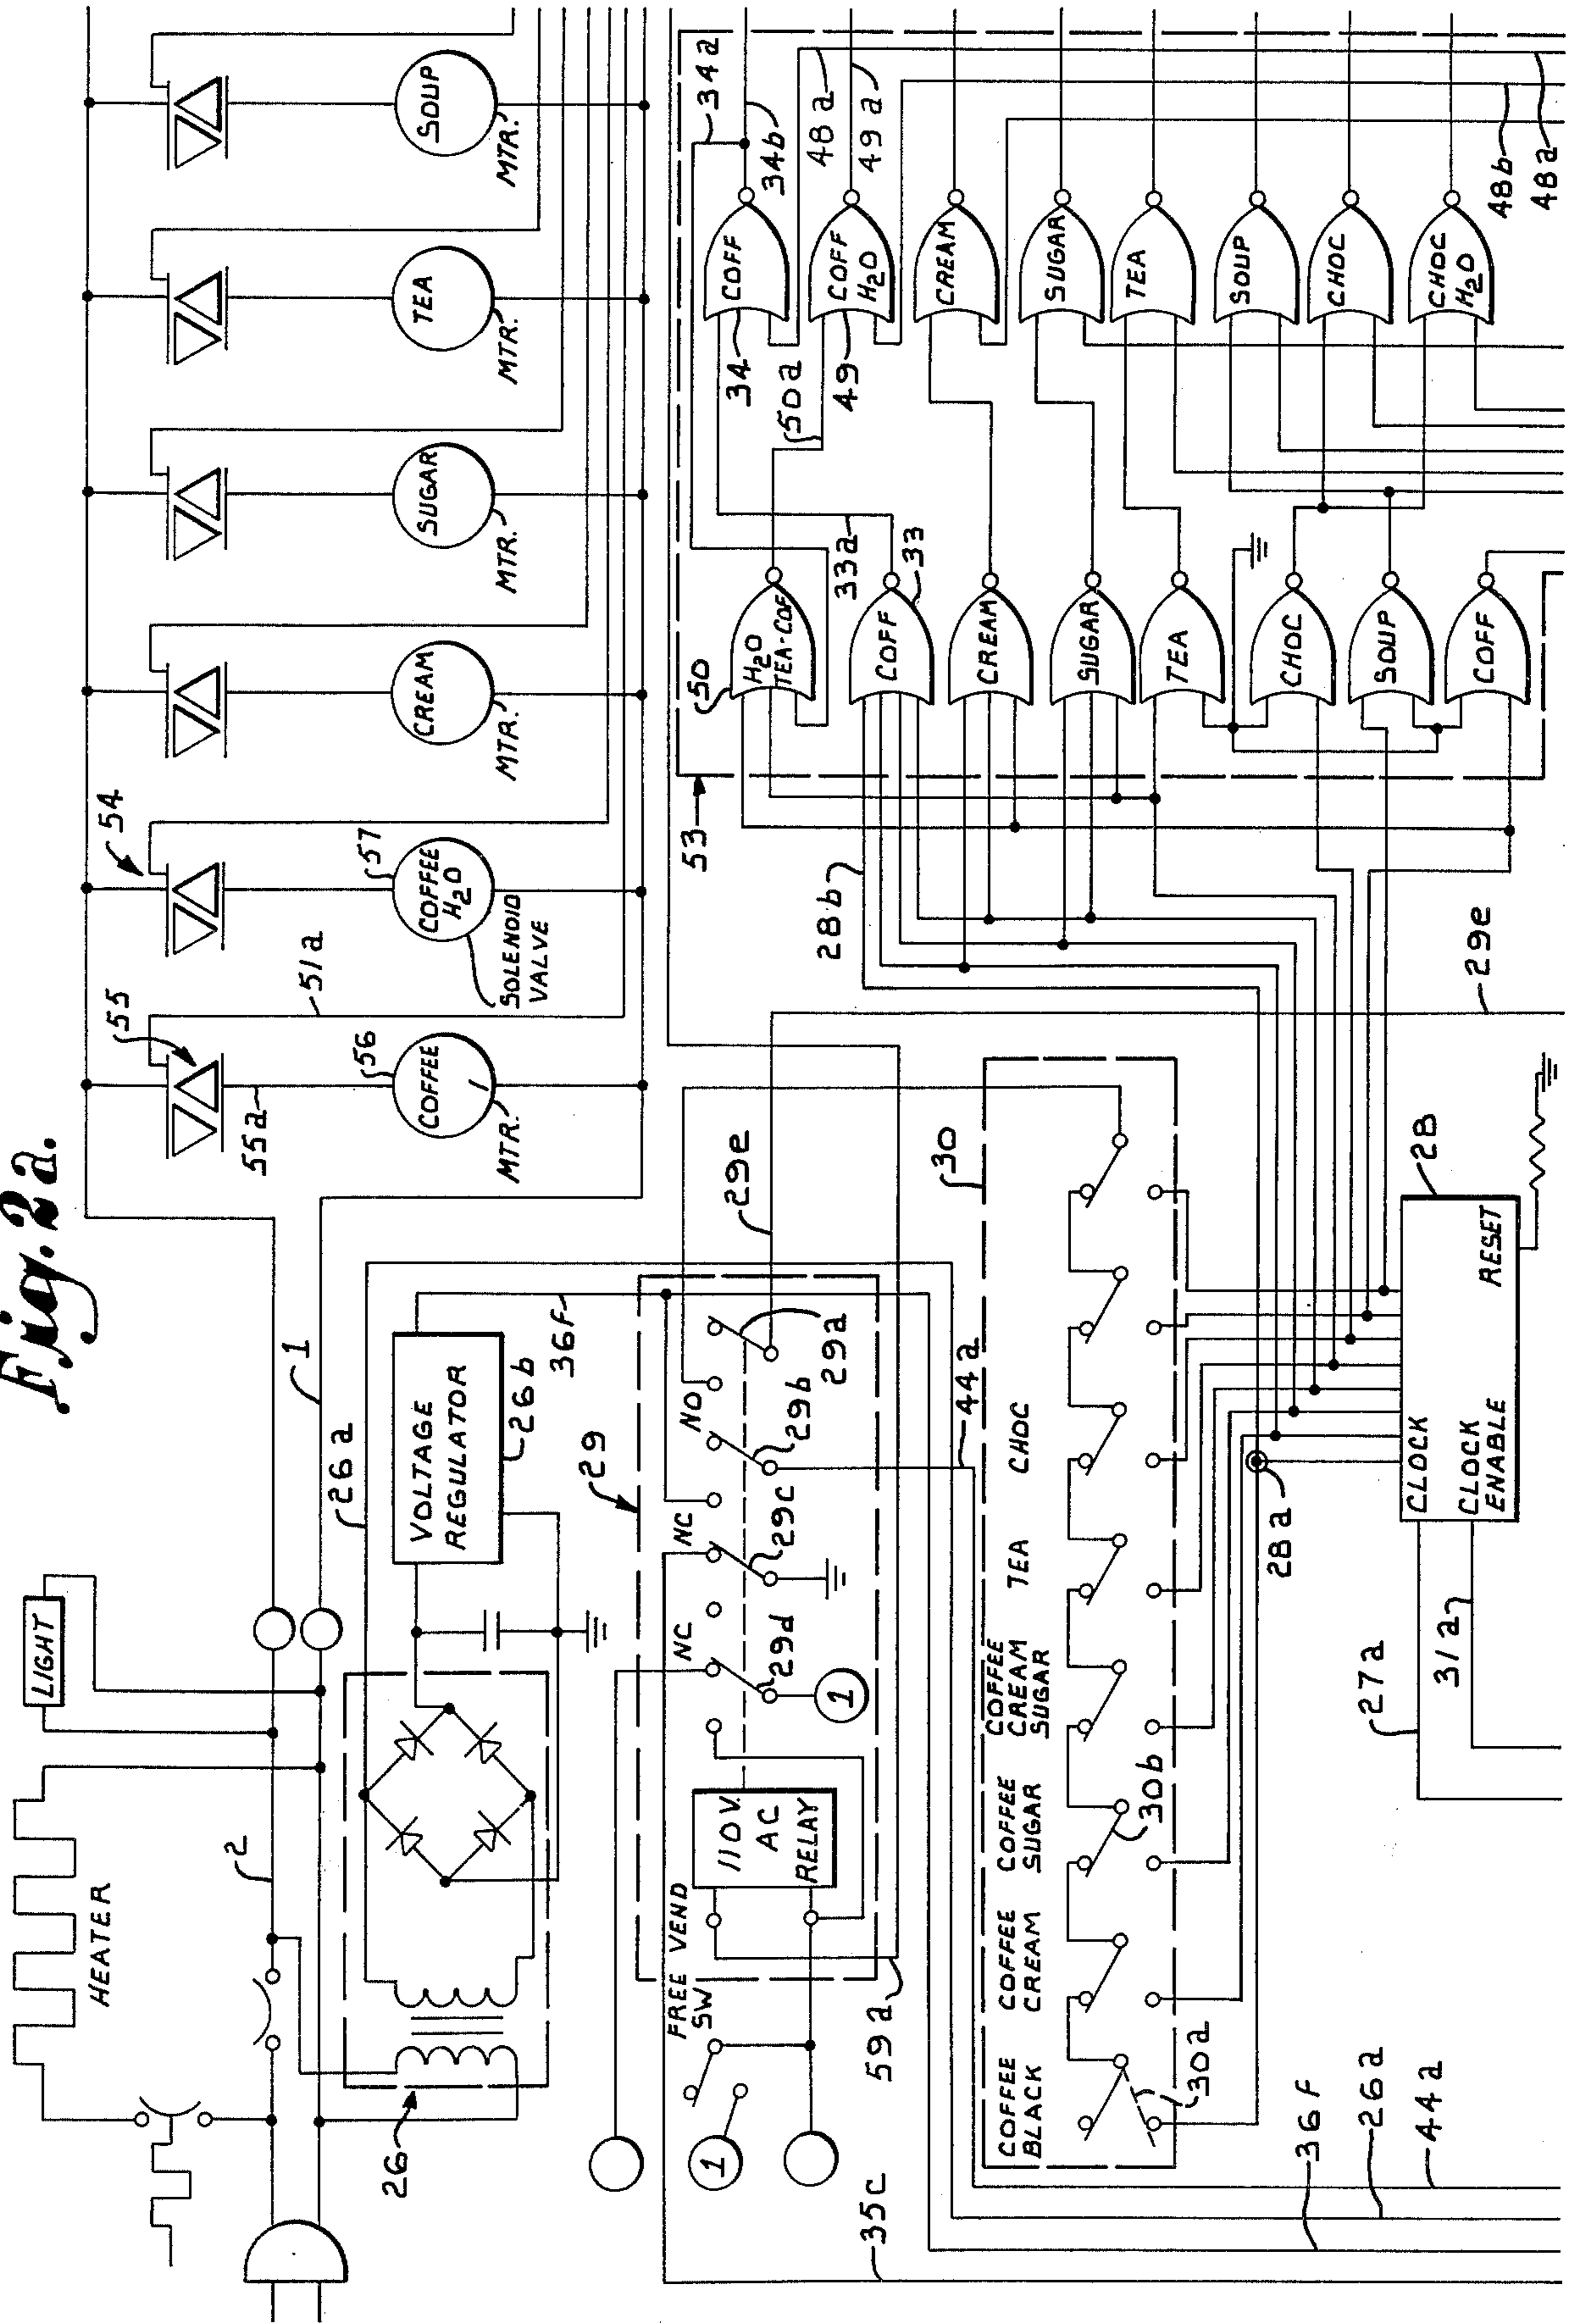 Fig. 2a.
HEATER
LIGHT
2
1
26
26a
VOLTAGE
REGULATOR
26b
36F
55
55a
51a
56
COFFEE
1
MTR.
54
57
COFFEE
H2O
SOLENOID
VALVE
CREAM
MTR.
SUGAR
MTR.
TEA
MTR.
SOUP
MTR.
FREE VEND
SW
1
110V.
AC
RELAY
59a
29
NC
NC
NO
29d
1
29c
29b
29a
29e
44a
35c
30
COFFEE
BLACK
COFFEE
CREAM
COFFEE
SUGAR
COFFEE
CREAM
SUGAR
TEA
CHOC
30a
30b
36F
26a
44a
27a
31a
28a
CLOCK
CLOCK
ENABLE
RESET
28
28b
29e
53
50
H2O
TEA-COF
COFF
33
33a
CREAM
SUGAR
TEA
CHOC
SOUP
COFF
50a
34
COFF
34a
34b
48a
49
COFF
H2O
49a
CREAM
SUGAR
TEA
SOUP
CHOC
CHOC
H2O
48b
48a